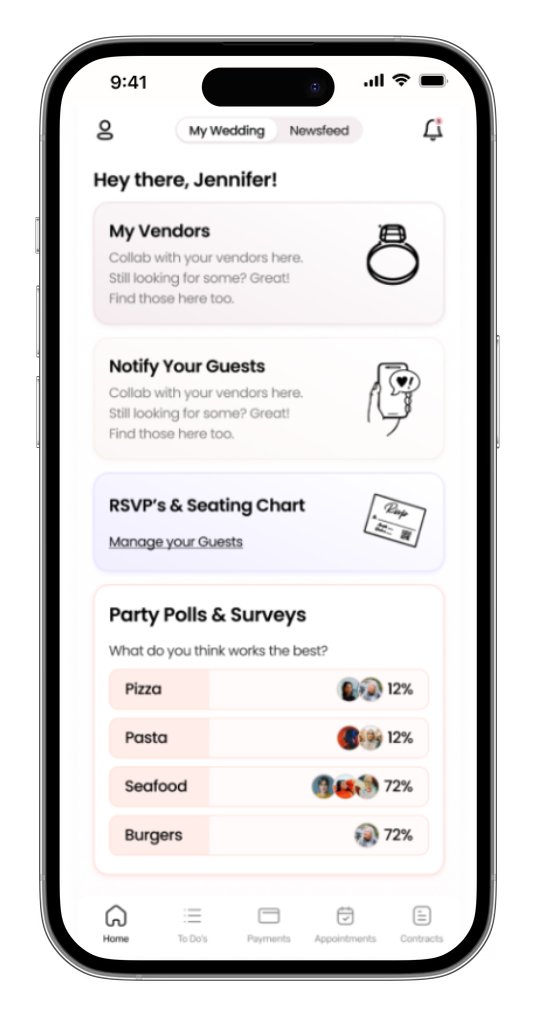 9:41
My Wedding
Newsfeed
Hey there, Jennifer!
My Vendors
Collab with your vendors here.
Still looking for some? Great!
Find those here too.
Notify Your Guests
Collab with your vendors here.
Still looking for some? Great!
Find those here too.
RSVP's & Seating Chart
Manage your Guests
Rsvp
Party Polls & Surveys
What do you think works the best?
Pizza 12%
Pasta 12%
Seafood 72%
Burgers 72%
Home
To Do's
Payments
Appointments
Contracts